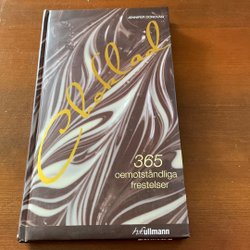 JENNIFER DONOVAN
Choklad
365
oemotståndliga
frestelser
h.f.ullmann